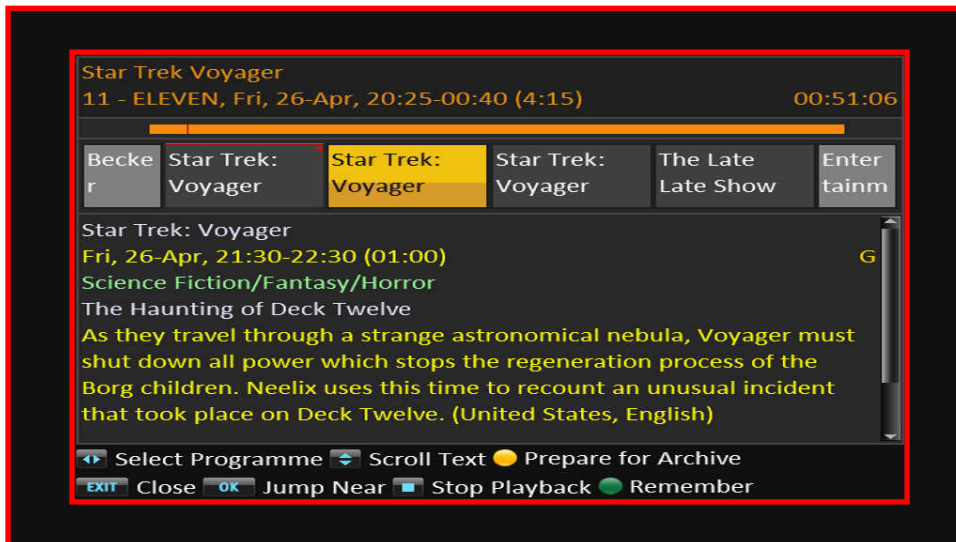 Star Trek Voyager
11 - ELEVEN, Fri, 26-Apr, 20:25-00:40 (4:15) 00:51:06
Becke Star Trek: Star Trek: Star Trek: The Late Enter
r Voyager Voyager Voyager Late Show tainm
Star Trek: Voyager
Fri, 26-Apr, 21:30-22:30 (01:00) G
Science Fiction/Fantasy/Horror
The Haunting of Deck Twelve
As they travel through a strange astronomical nebula, Voyager must
shut down all power which stops the regeneration process of the
Borg children. Neelix uses this time to recount an unusual incident
that took place on Deck Twelve. (United States, English)
Select Programme Scroll Text Prepare for Archive
EXIT Close OK Jump Near Stop Playback Remember